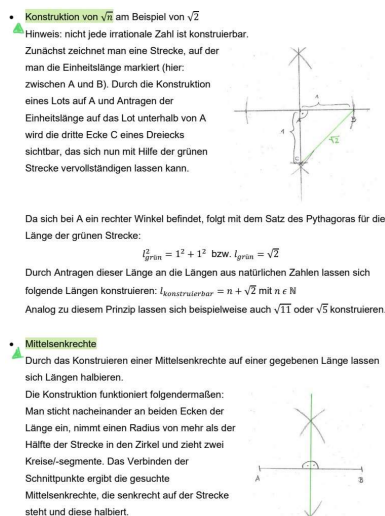 • Konstruktion von √n am Beispiel von √2
Hinweis: nicht jede irrationale Zahl ist konstruierbar.
Zunächst zeichnet man eine Strecke, auf der
man die Einheitslänge markiert (hier:
zwischen A und B). Durch die Konstruktion
eines Lots auf A und Antragen der
Einheitslänge auf das Lot unterhalb von A
wird die dritte Ecke C eines Dreiecks
sichtbar, das sich nun mit Hilfe der grünen
Strecke vervollständigen lassen kann.
1
A
B
1
√2
C
Da sich bei A ein rechter Winkel befindet, folgt mit dem Satz des Pythagoras für die
Länge der grünen Strecke:
l²grün = 1² + 1² bzw. lgrün = √2
Durch Antragen dieser Länge an die Längen aus natürlichen Zahlen lassen sich
folgende Längen konstruieren: lkonstruierbar = n + √2 mit n ϵ ℕ
Analog zu diesem Prinzip lassen sich beispielweise auch √11 oder √5 konstruieren.
• Mittelsenkrechte
Durch das Konstruieren einer Mittelsenkrechte auf einer gegebenen Länge lassen
sich Längen halbieren.
Die Konstruktion funktioniert folgendermaßen:
Man sticht nacheinander an beiden Ecken der
Länge ein, nimmt einen Radius von mehr als der
Hälfte der Strecke in den Zirkel und zieht zwei
Kreise/-segmente. Das Verbinden der
Schnittpunkte ergibt die gesuchte
Mittelsenkrechte, die senkrecht auf der Strecke
steht und diese halbiert.
A
B